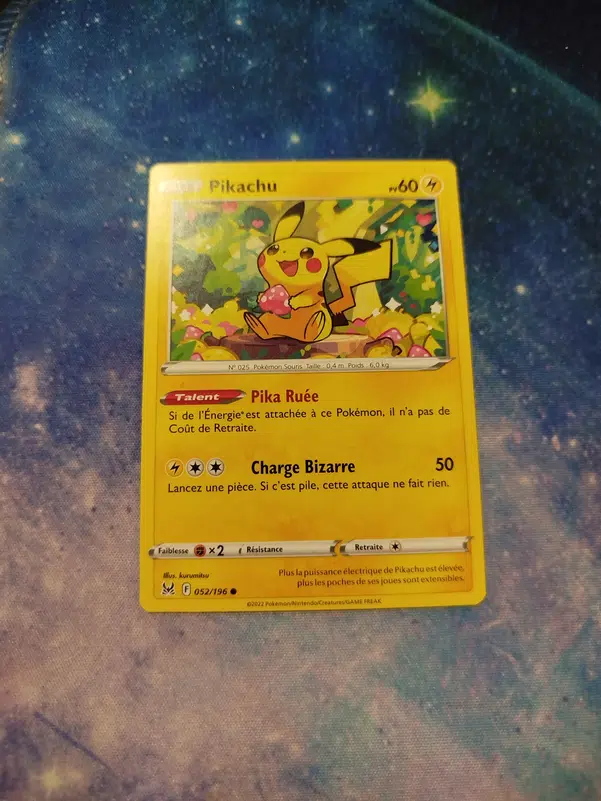 Pikachu PV60
N° 025 Pokémon Souris Taille : 0,4 m Poids : 6,0 kg
Talent Pika Ruée
Si de l'Énergie est attachée à ce Pokémon, il n'a pas de
Coût de Retraite.
Charge Bizarre 50
Lancez une pièce. Si c'est pile, cette attaque ne fait rien.
Faiblesse ×2 Résistance Retraite
Illus. kurumitsu
Plus la puissance électrique de Pikachu est élevée,
plus les poches de ses joues sont extensibles.
F 052/196
©2022 Pokémon/Nintendo/Creatures/GAME FREAK